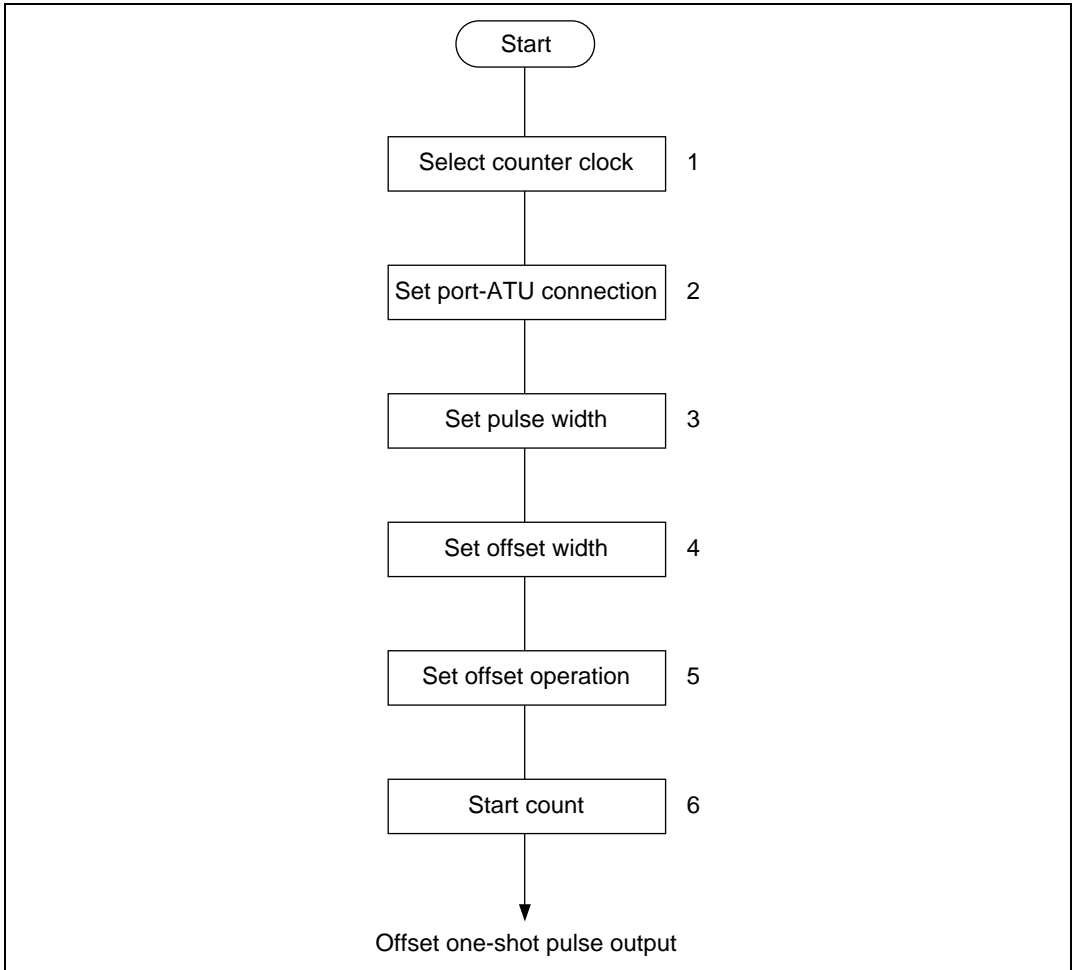 Start
Select counter clock 1
Set port-ATU connection 2
Set pulse width 3
Set offset width 4
Set offset operation 5
Start count 6
Offset one-shot pulse output